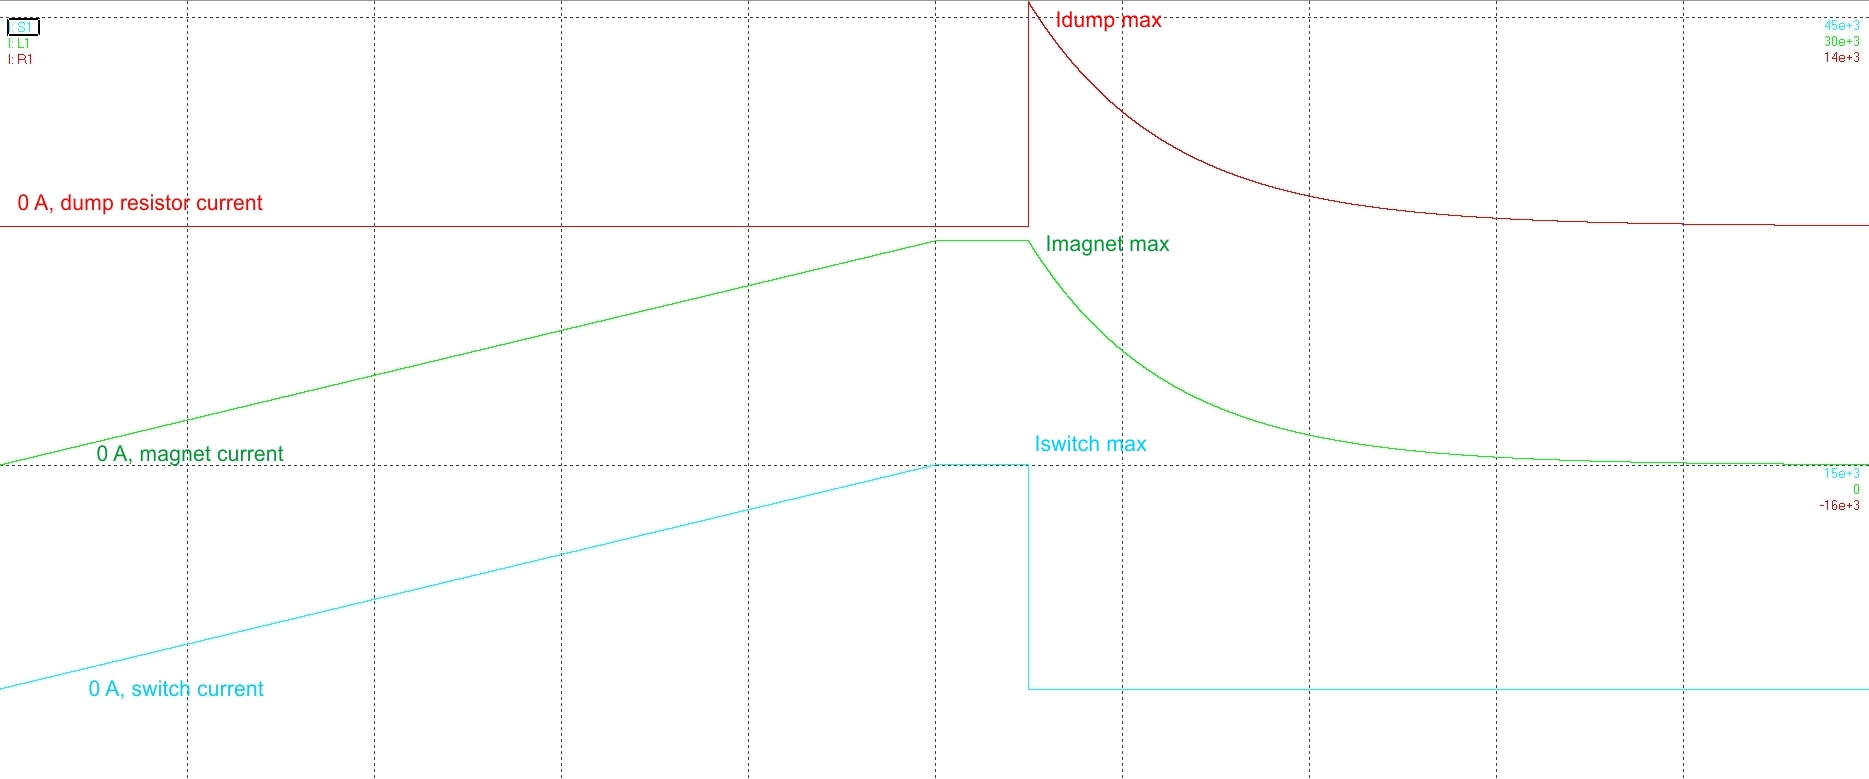 I: S1
I: L1
I: R1
Idump max
45e+3
30e+3
14e+3
0 A, dump resistor current
Imagnet max
0 A, magnet current
Iswitch max
15e+3
0
-16e+3
0 A, switch current